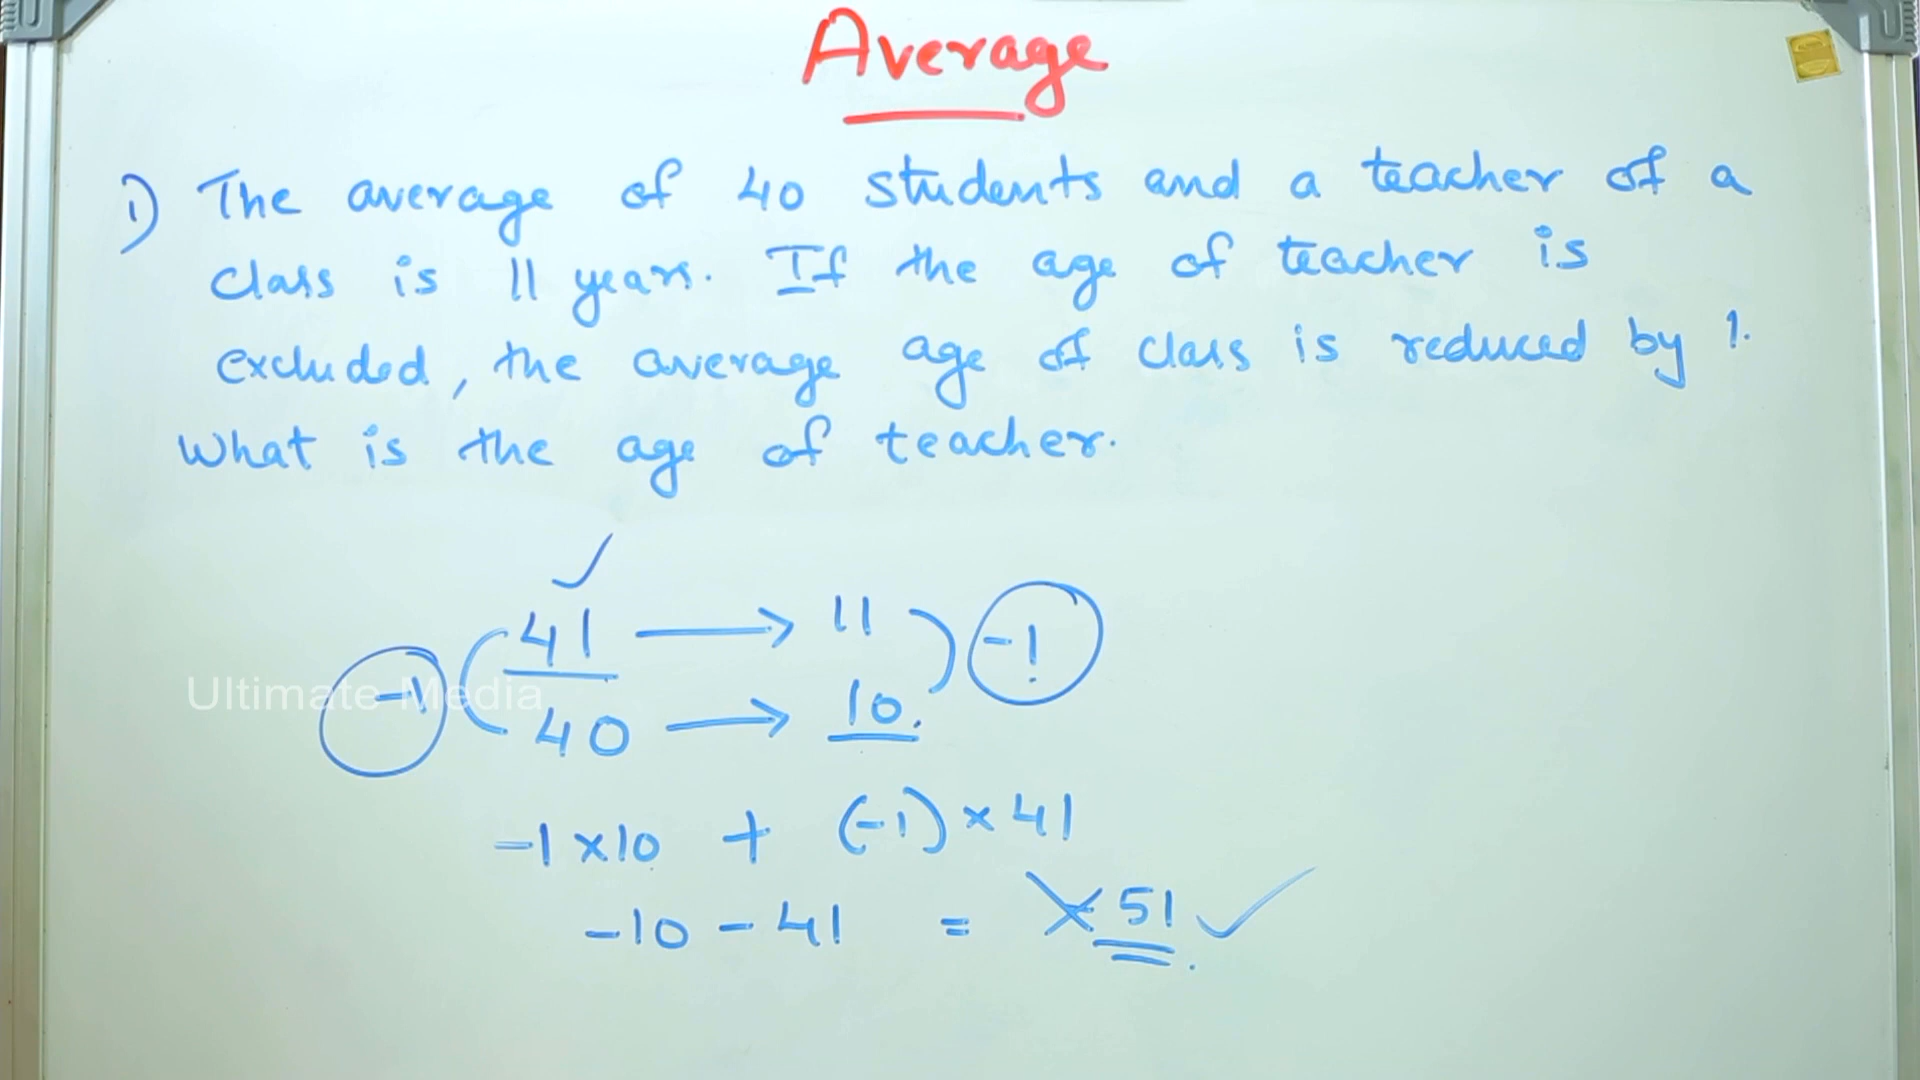 Average
1) The average of 40 students and a teacher of a
class is 11 years. If the age of teacher is
excluded, the average age of class is reduced by 1.
What is the age of teacher.
✓
41 → 11 -1
Ultimate Media
-1
40 → 10.
-1 × 10 + (-1) × 41
-10 - 41 = 51 ✓